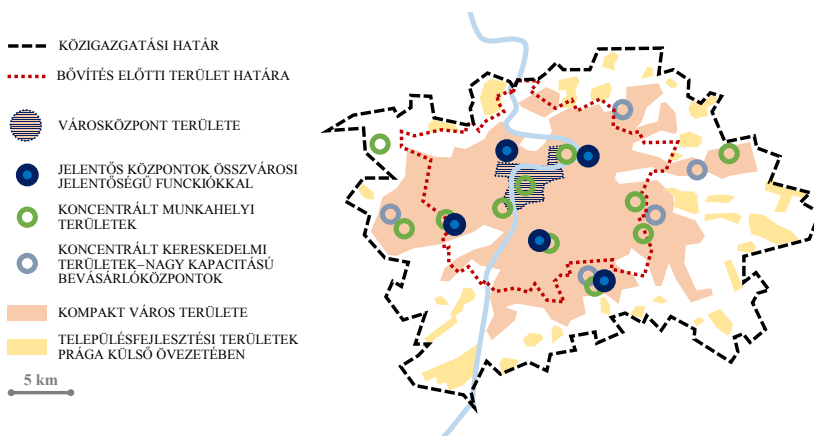 KÖZIGAZGATÁSI HATÁR
BŐVÍTÉS ELŐTTI TERÜLET HATÁRA
VÁROSKÖZPONT TERÜLETE
JELENTŐS KÖZPONTOK ÖSSZVÁROSI
JELENTŐSÉGŰ FUNCKIÓKKAL
KONCENTRÁLT MUNKAHELYI
TERÜLETEK
KONCENTRÁLT KERESKEDELMI
TERÜLETEK–NAGY KAPACITÁSÚ
BEVÁSÁRLÓKÖZPONTOK
KOMPAKT VÁROS TERÜLETE
TELEPÜLÉSFEJLESZTÉSI TERÜLETEK
PRÁGA KÜLSŐ ÖVEZETÉBEN
5 km